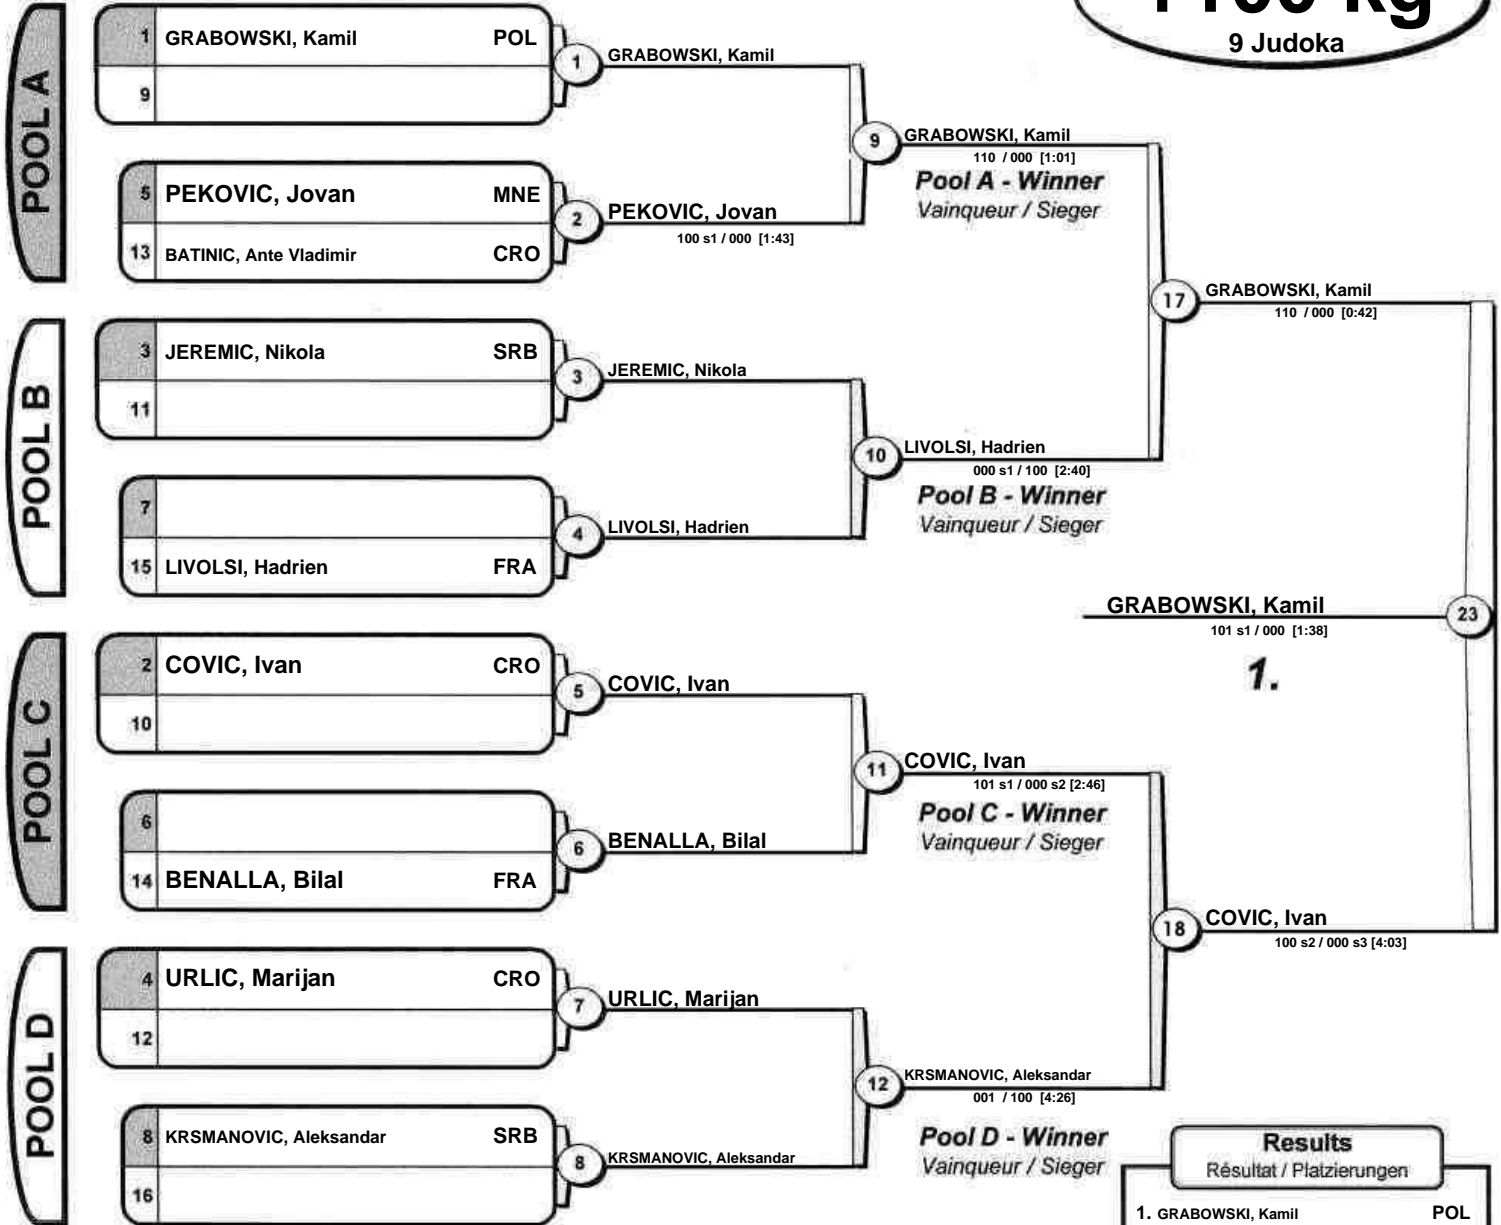 9 Judoka
POOL A
1 GRABOWSKI, Kamil POL
9
1
GRABOWSKI, Kamil
5 PEKOVIC, Jovan MNE
13 BATINIC, Ante Vladimir CRO
2
PEKOVIC, Jovan
100 s1 / 000 [1:43]
9
GRABOWSKI, Kamil
110 / 000 [1:01]
Pool A - Winner
Vainqueur / Sieger
POOL B
3 JEREMIC, Nikola SRB
11
3
JEREMIC, Nikola
7
15 LIVOLSI, Hadrien FRA
4
LIVOLSI, Hadrien
10
LIVOLSI, Hadrien
000 s1 / 100 [2:40]
Pool B - Winner
Vainqueur / Sieger
17
GRABOWSKI, Kamil
110 / 000 [0:42]
GRABOWSKI, Kamil
101 s1 / 000 [1:38]
23
1.
POOL C
2 COVIC, Ivan CRO
10
5
COVIC, Ivan
6
14 BENALLA, Bilal FRA
6
BENALLA, Bilal
11
COVIC, Ivan
101 s1 / 000 s2 [2:46]
Pool C - Winner
Vainqueur / Sieger
18
COVIC, Ivan
100 s2 / 000 s3 [4:03]
POOL D
4 URLIC, Marijan CRO
12
7
URLIC, Marijan
8 KRSMANOVIC, Aleksandar SRB
16
8
KRSMANOVIC, Aleksandar
12
KRSMANOVIC, Aleksandar
001 / 100 [4:26]
Pool D - Winner
Vainqueur / Sieger
Results
Résultat / Platzierungen
1. GRABOWSKI, Kamil POL